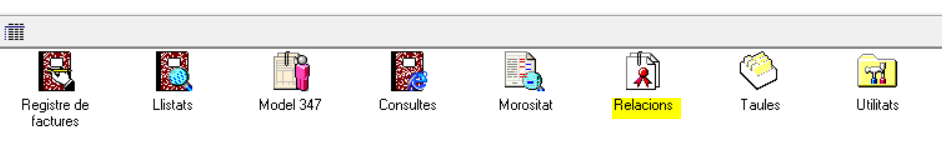 Registre de factures
Llistats
Model 347
Consultes
Morositat
Relacions
Taules
Utilitats